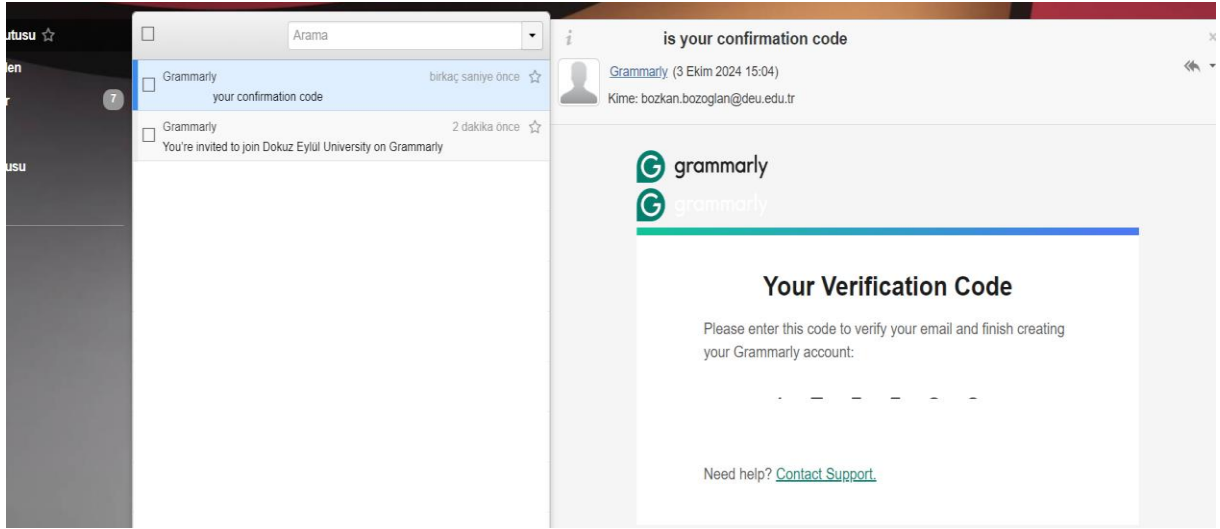 utusu
len
r
7
usu
Arama
Grammarly birkaç saniye önce
your confirmation code
Grammarly 2 dakika önce
You're invited to join Dokuz Eylül University on Grammarly
i is your confirmation code
Grammarly (3 Ekim 2024 15:04)
Kime: bozkan.bozoglan@deu.edu.tr
grammarly
grammarly
Your Verification Code
Please enter this code to verify your email and finish creating
your Grammarly account:
Need help? Contact Support.